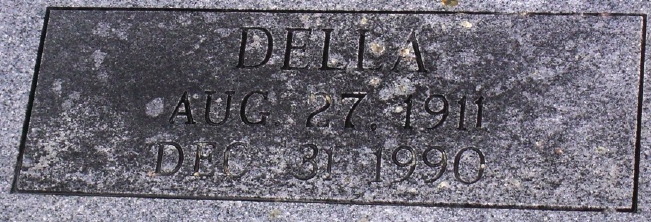 DELLA
AUG. 27, 1911
DEC 31 1990